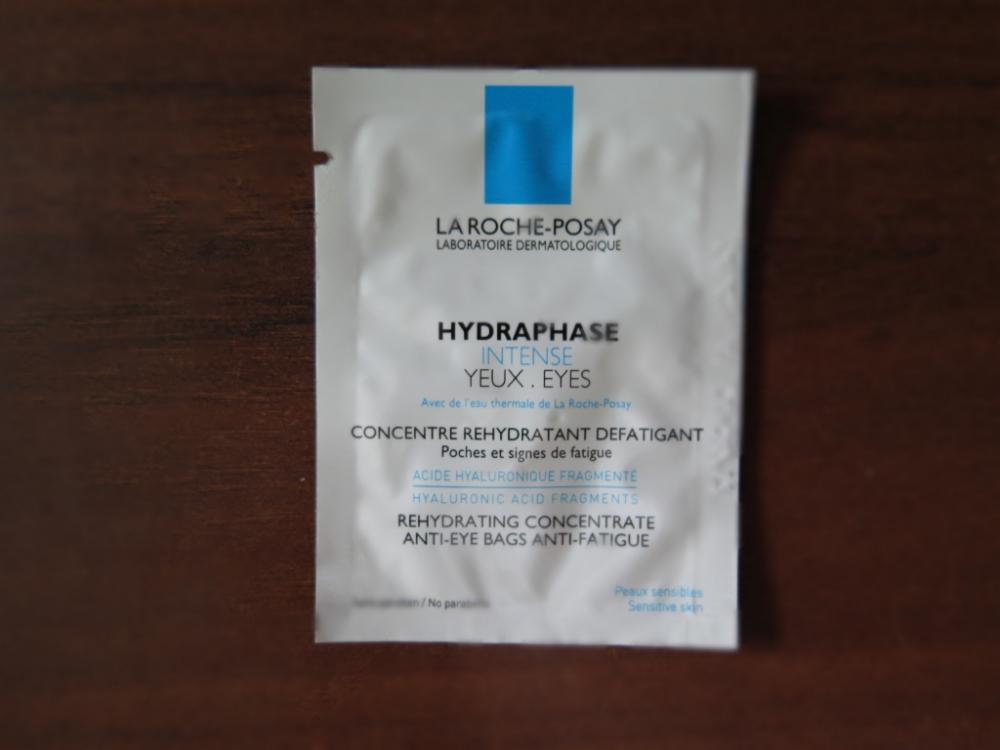 LA ROCHE-POSAY
LABORATOIRE DERMATOLOGIQUE
HYDRAPHASE
INTENSE
YEUX . EYES
Avec de l'eau thermale de La Roche-Posay
CONCENTRE REHYDRATANT DEFATIGANT
Poches et signes de fatigue
ACIDE HYALURONIQUE FRAGMENTÉ
HYALURONIC ACID FRAGMENTS
REHYDRATING CONCENTRATE
ANTI-EYE BAGS ANTI-FATIGUE
/ No
Peaux sensibles
Sensitive skin